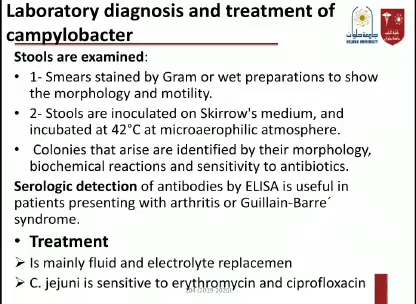 Laboratory diagnosis and treatment of
campylobacter
Stools are examined:
• 1- Smears stained by Gram or wet preparations to show
the morphology and motility.
• 2- Stools are inoculated on Skirrow's medium, and
incubated at 42°C at microaerophilic atmosphere.
• Colonies that arise are identified by their morphology,
biochemical reactions and sensitivity to antibiotics.
Serologic detection of antibodies by ELISA is useful in
patients presenting with arthritis or Guillain-Barre´
syndrome.
• Treatment
➢ Is mainly fluid and electrolyte replacemen
➢ C. jejuni is sensitive to erythromycin and ciprofloxacin